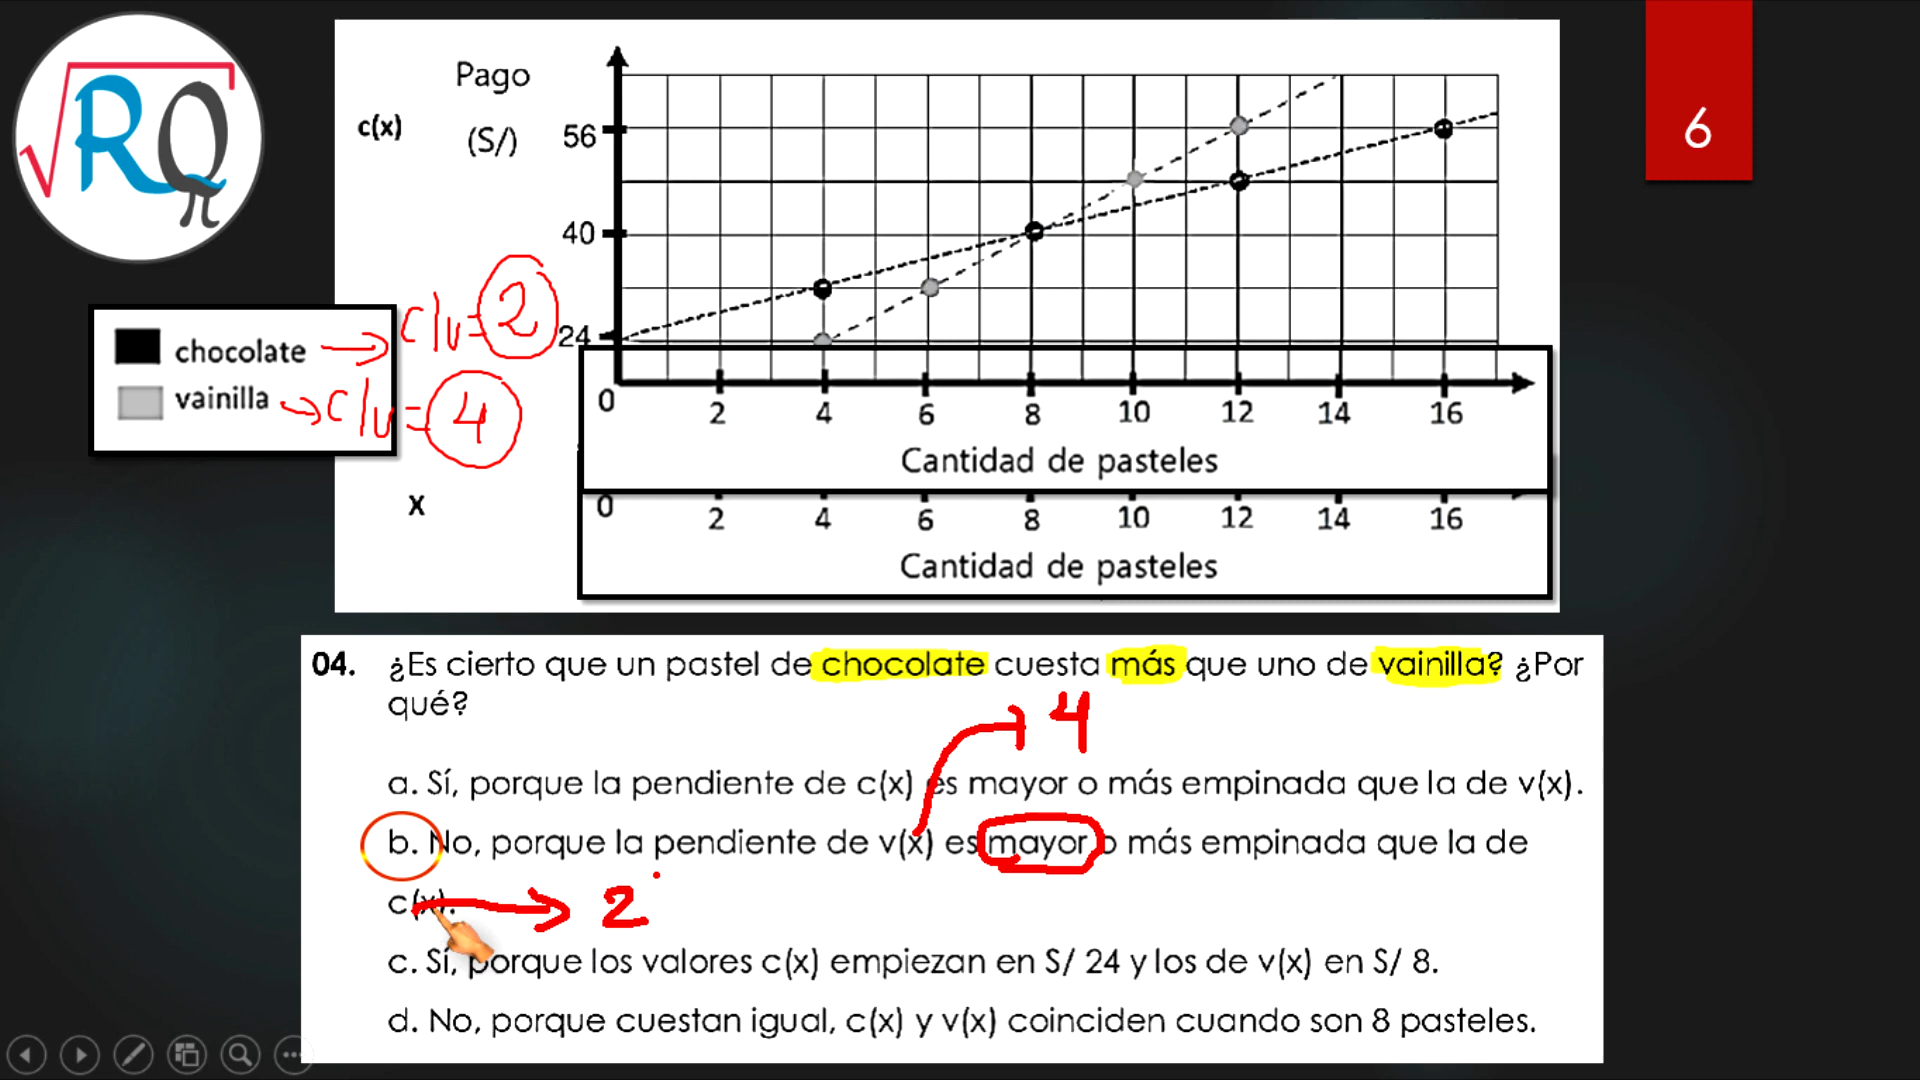 RQ
π
6
Pago
c(x)
(S/)
56
40
24
chocolate
c/u=2
vainilla
c/u=4
0 2 4 6 8 10 12 14 16
Cantidad de pasteles
x
0 2 4 6 8 10 12 14 16
Cantidad de pasteles
04. ¿Es cierto que un pastel de chocolate cuesta más que uno de vainilla? ¿Por
qué?
4
a. Sí, porque la pendiente de c(x) es mayor o más empinada que la de v(x).
b. No, porque la pendiente de v(x) es mayor o más empinada que la de
c(x).
2
c. Sí, porque los valores c(x) empiezan en S/ 24 y los de v(x) en S/ 8.
d. No, porque cuestan igual, c(x) y v(x) coinciden cuando son 8 pasteles.